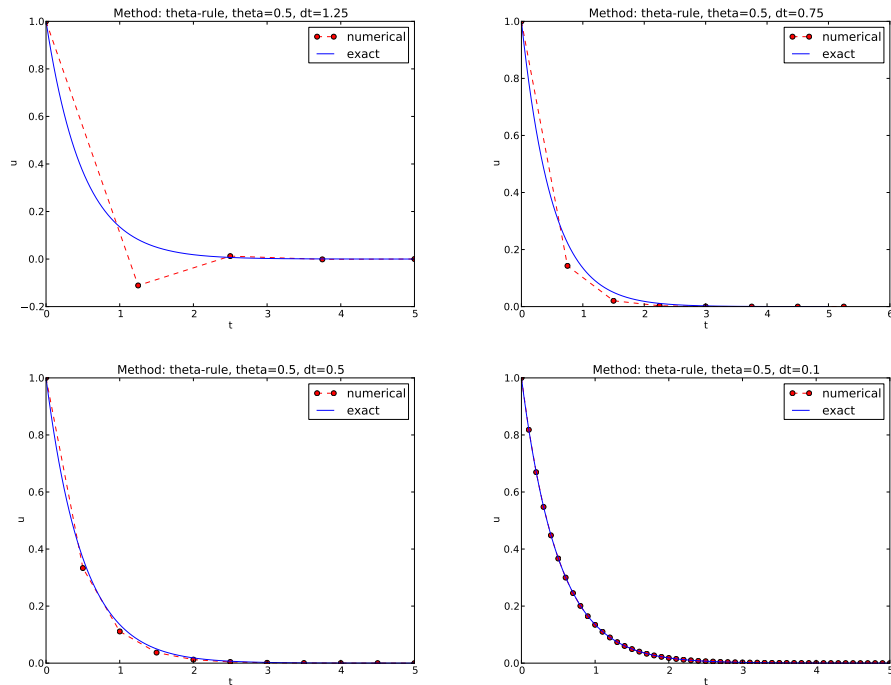 Method: theta-rule, theta=0.5, dt=1.25
numerical
exact
1.0
0.8
0.6
0.4
0.2
0.0
−0.2
u
0 1 2 3 4 5
t
Method: theta-rule, theta=0.5, dt=0.75
numerical
exact
1.0
0.8
0.6
0.4
0.2
0.0
u
0 1 2 3 4 5 6
t
Method: theta-rule, theta=0.5, dt=0.5
numerical
exact
1.0
0.8
0.6
0.4
0.2
0.0
u
0 1 2 3 4 5
t
Method: theta-rule, theta=0.5, dt=0.1
numerical
exact
1.0
0.8
0.6
0.4
0.2
0.0
u
0 1 2 3 4 5
t